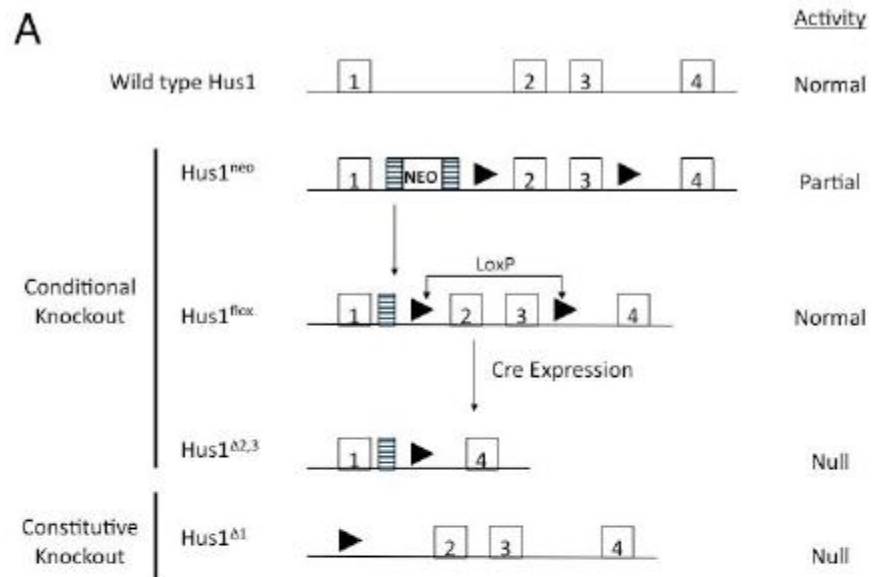 A
Activity
Wild type Hus1 1 2 3 4 Normal
Hus1neo 1 NEO 2 3 4 Partial
LoxP
Conditional Knockout
Hus1flox 1 2 3 4 Normal
Cre Expression
Hus1Δ2,3 1 4 Null
Constitutive Knockout
Hus1Δ1 2 3 4 Null